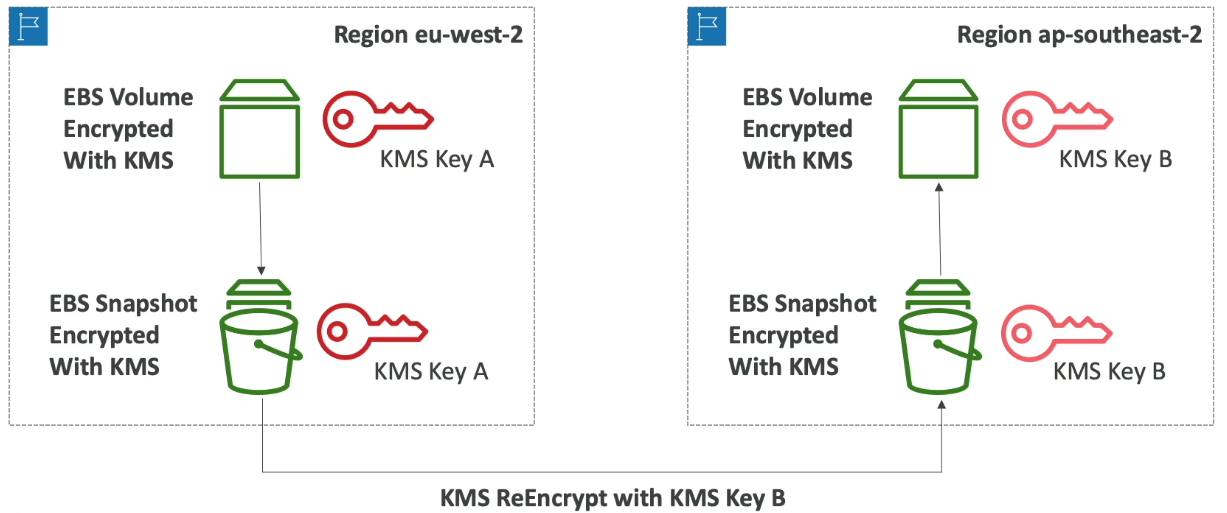 Region eu-west-2
EBS Volume
Encrypted
With KMS
KMS Key A
EBS Snapshot
Encrypted
With KMS
KMS Key A
Region ap-southeast-2
EBS Volume
Encrypted
With KMS
KMS Key B
EBS Snapshot
Encrypted
With KMS
KMS Key B
KMS ReEncrypt with KMS Key B